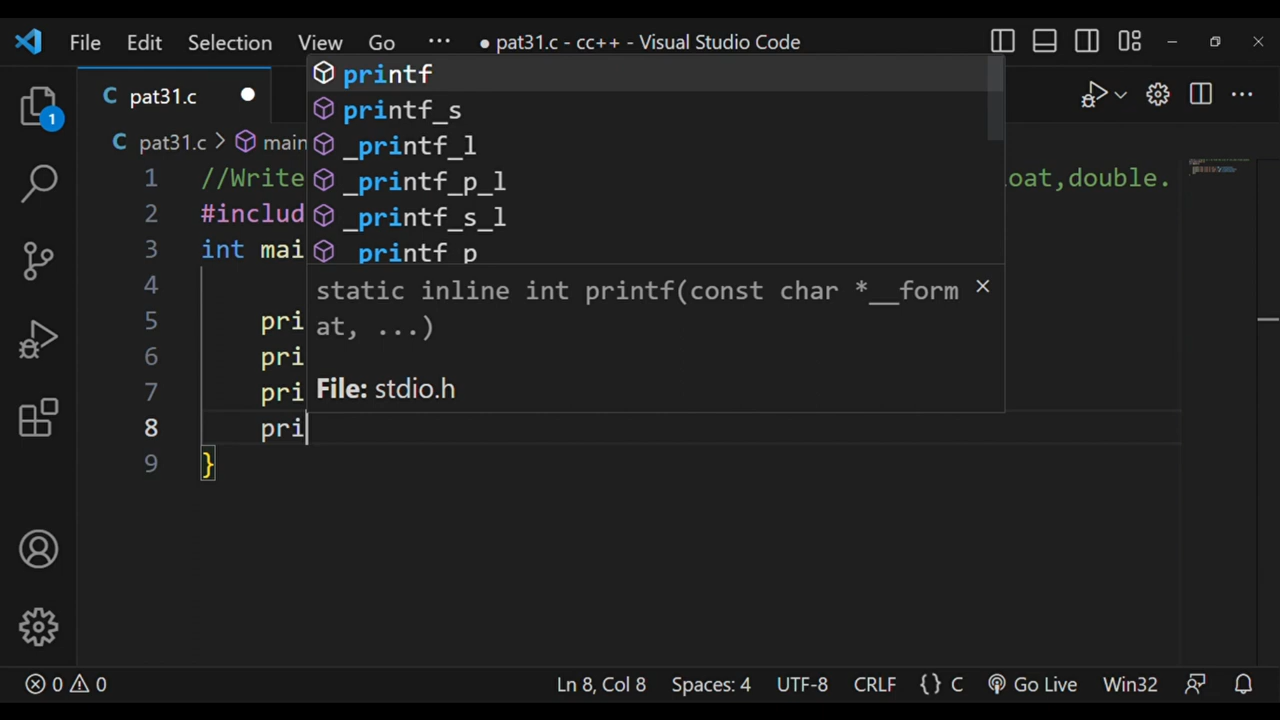 File Edit Selection View Go ··· ● pat31.c - cc++ - Visual Studio Code
C pat31.c ●
C pat31.c > main
1 //Write oat,double.
2 #includ
3 int mai
4
5 pri
6 pri
7 pri
8 pri
9 }
printf
printf_s
_printf_l
_printf_p_l
_printf_s_l
_printf_p
static inline int printf(const char *__form
at, ...)
File: stdio.h
1
0 0 Ln 8, Col 8 Spaces: 4 UTF-8 CRLF {} C Go Live Win32